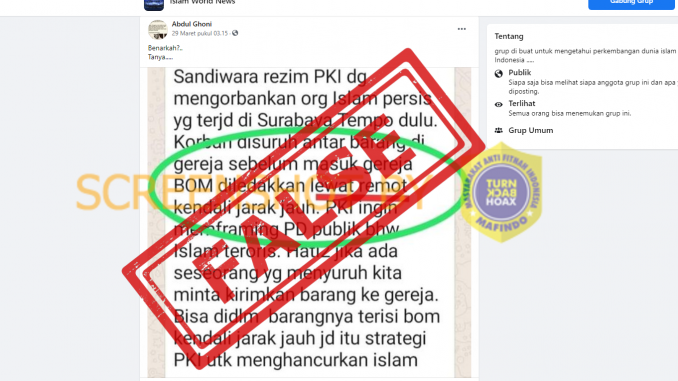 Islam World News
Gabung Grup
Abdul Ghoni
29 Maret pukul 03.15
Benarkah?..
Tanya.....
Sandiwara rezim PKI dg
mengorbankan org Islam persis
yg terjd di Surabaya Tempo dulu.
Korban disuruh antar barang di
gereja sebelum masuk gereja
BOM diledakkan lewat remot
kendali jarak jauh. PKI ingin
memframing PD publik bhw
Islam teroris. Hati2 jika ada
seseorang yg menyuruh kita
minta kirimkan barang ke gereja.
Bisa didlm, barangnya terisi bom
kendali jarak jauh jd itu strategi
PKI utk menghancurkan islam
FALSE
SCREEN BY
MASYARAKAT ANTI FITNAH INDONESIA
TURN
BACK
HOAX
MAFINDO
Tentang
grup di buat untuk mengetahui perkembangan dunia islam
Indonesia .....
Publik
Siapa saja bisa melihat siapa anggota grup ini dan apa
diposting.
Terlihat
Semua orang bisa menemukan grup ini.
Grup Umum